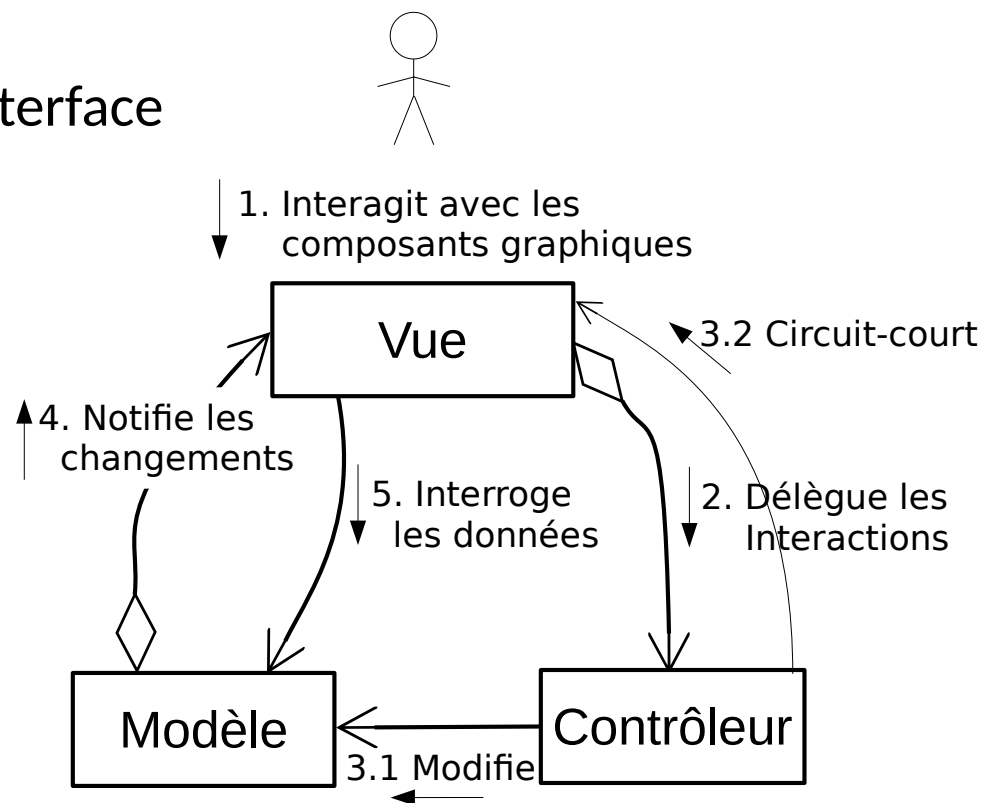 terface
1. Interagit avec les
composants graphiques
Vue
3.2 Circuit-court
4. Notifie les
changements
5. Interroge
les données
2. Délègue les
Interactions
Modèle
Contrôleur
3.1 Modifie